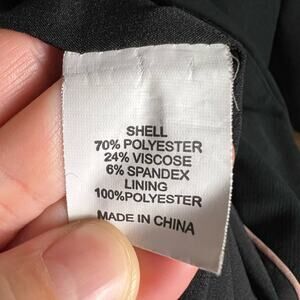 SHELL
70% POLYESTER
24% VISCOSE
6% SPANDEX
LINING
100%POLYESTER
MADE IN CHINA